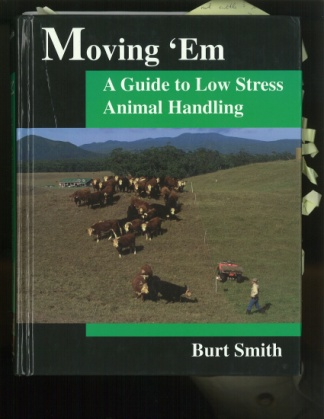 Moving ‘Em
A Guide to Low Stress
Animal Handling
Burt Smith